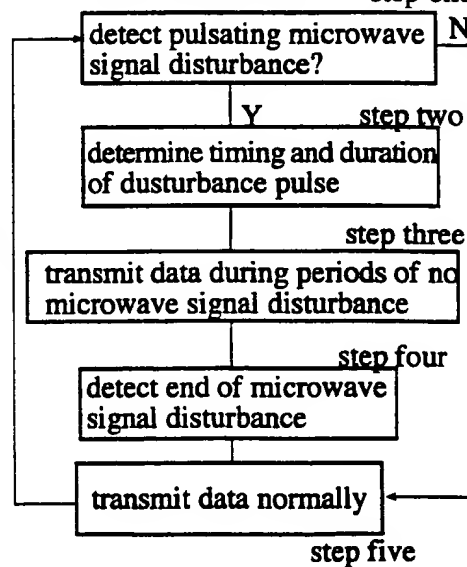 detect pulsating microwave
signal disturbance?
N
Y
step two
determine timing and duration
of dusturbance pulse
step three
transmit data during periods of no
microwave signal disturbance
step four
detect end of microwave
signal disturbance
transmit data normally
step five